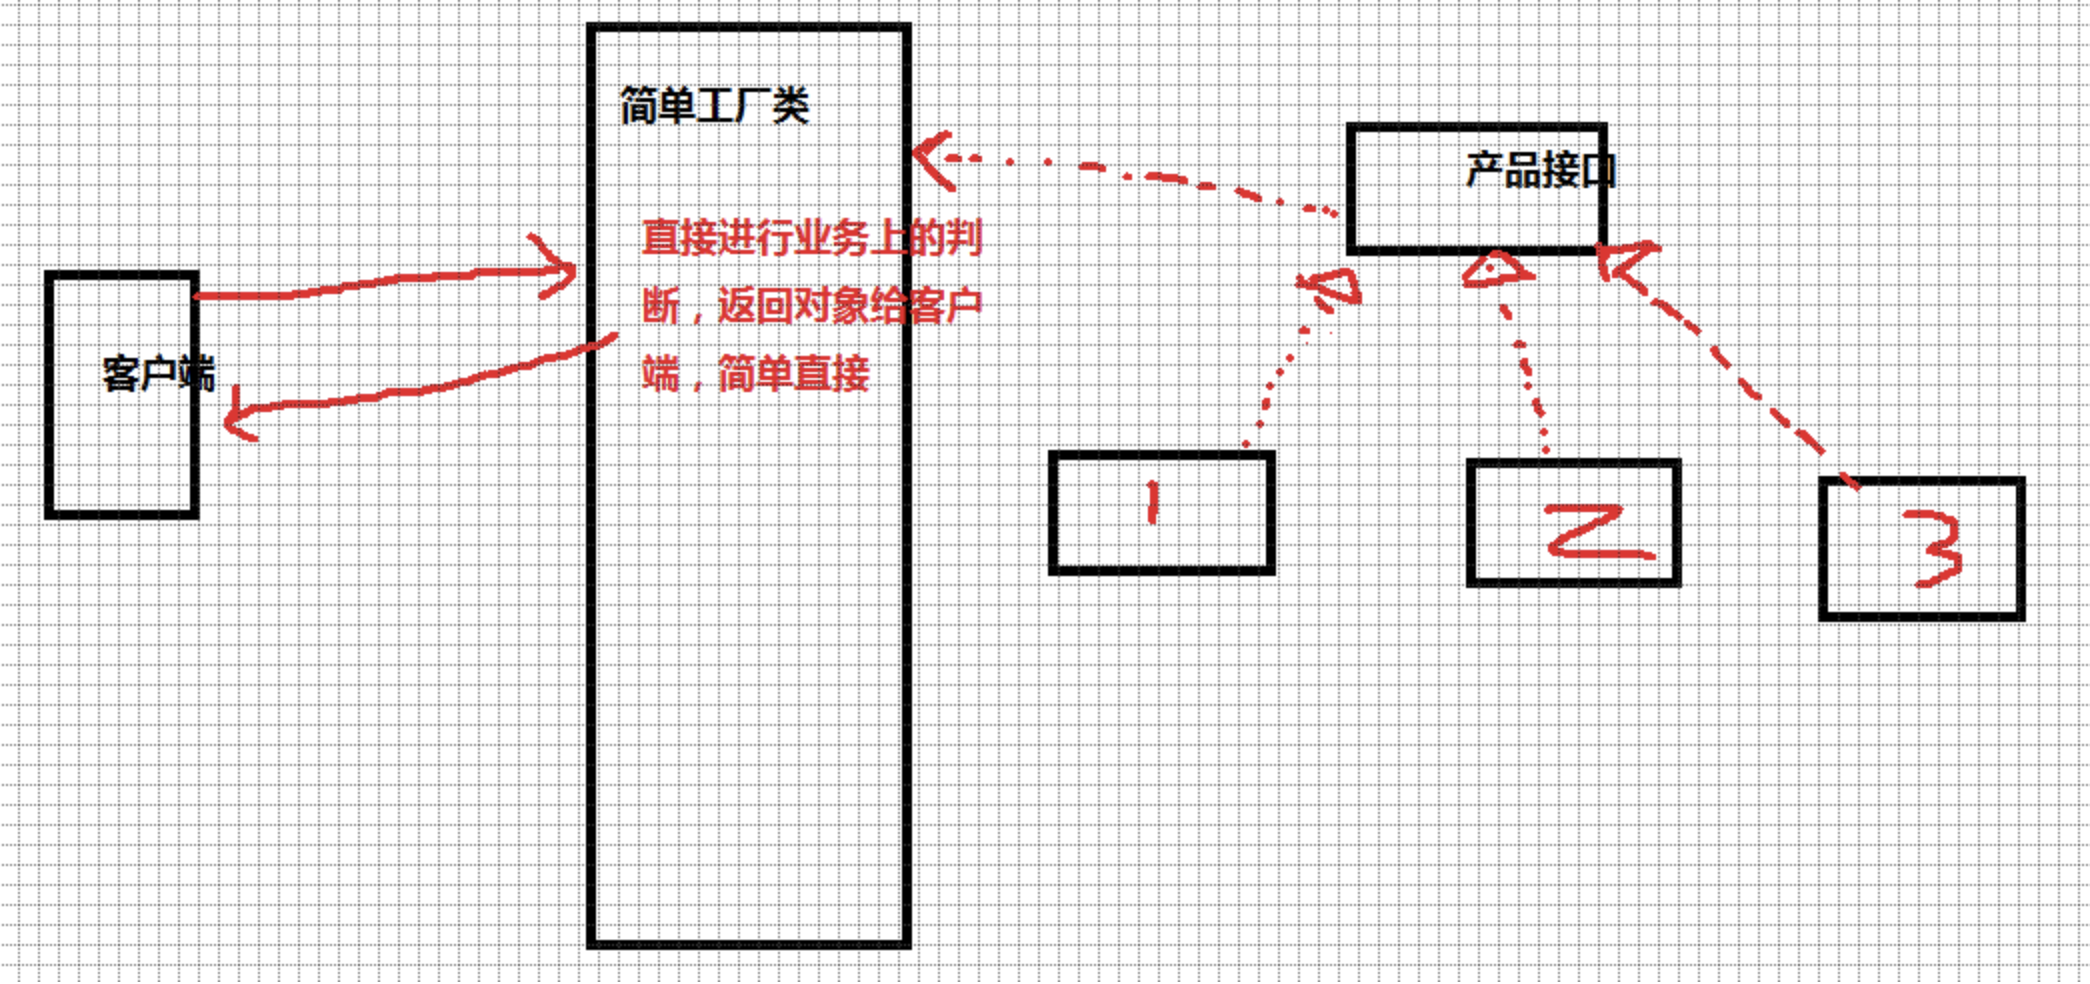 简单工厂类
产品接口
直接进行业务上的判
断，返回对象给客户
端，简单直接
客户端
1
2
3